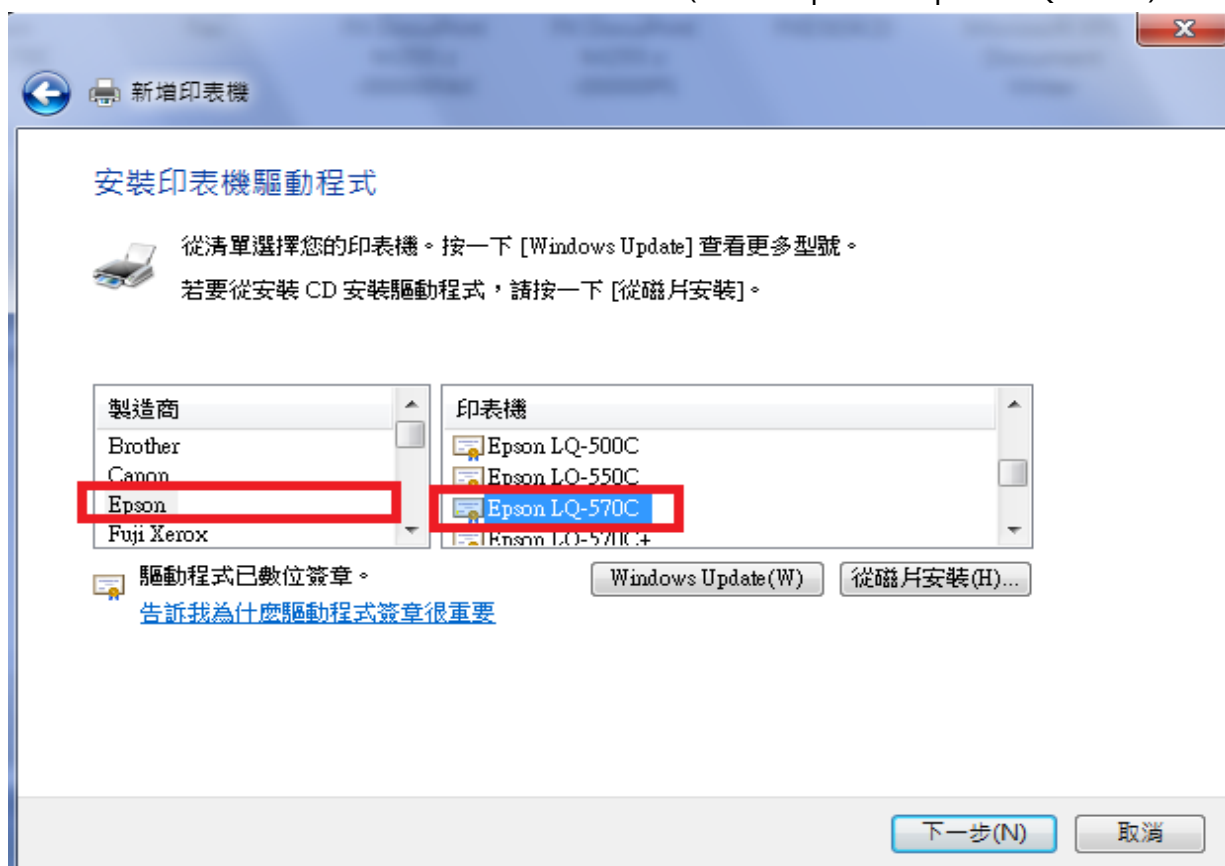 新增印表機
安裝印表機驅動程式
從清單選擇您的印表機。按一下 [Windows Update] 查看更多型號。
若要從安裝 CD 安裝驅動程式，請按一下 [從磁片安裝]。
製造商
Brother
Canon
Epson
Fuji Xerox
印表機
Epson LQ-500C
Epson LQ-550C
Epson LQ-570C
Epson LQ-570C+
驅動程式已數位簽章。
Windows Update(W)
從磁片安裝(H)...
告訴我為什麼驅動程式簽章很重要
下一步(N)
取消